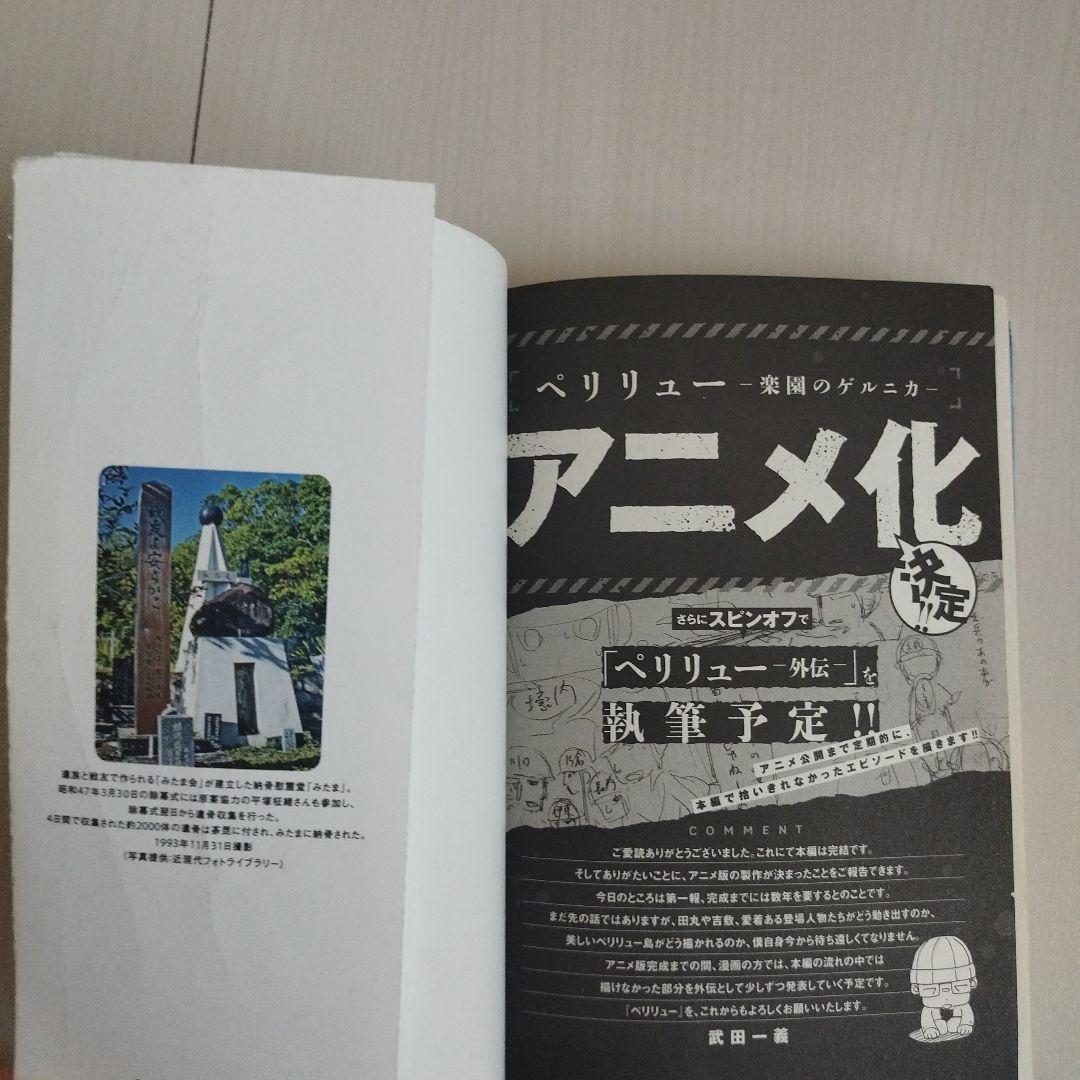 戦友よ安らかに
遺族と戦友で作られる「みたま会」が建立した納骨慰霊堂「みたま」。
昭和47年3月30日の除幕式には原案協力の平塚柾緒さんも参加し、
除幕式翌日から遺骨収集を行った。
4日間で収集された約2000体の遺骨は荼毘に付され、みたまに納骨された。
1993年11月31日撮影
(写真提供:近現代フォトライブラリー)
ペリリュー ー楽園のゲルニカー
アニメ化
決定!!
さらにスピンオフで
「ペリリュー ー外伝ー」を
執筆予定!!
アニメ公開まで定期的に、
本編で拾いきれなかったエピソードを描きます!!
COMMENT
ご愛読ありがとうございました。これにて本編は完結です。
そしてありがたいことに、アニメ版の製作が決まったことをご報告できます。
今日のところは第一報、完成までには数年を要するとのことです。
まだ先の話ではありますが、田丸や吉敷、愛着ある登場人物たちがどう動き出すのか、
美しいペリリュー島がどう描かれるのか、僕自身今から待ち遠しくてなりません。
アニメ版完成までの間、漫画の方では、本編の流れの中では
描けなかった部分を外伝として少しずつ発表していく予定です。
『ペリリュー』を、これからもよろしくお願いいたします。
武田一義